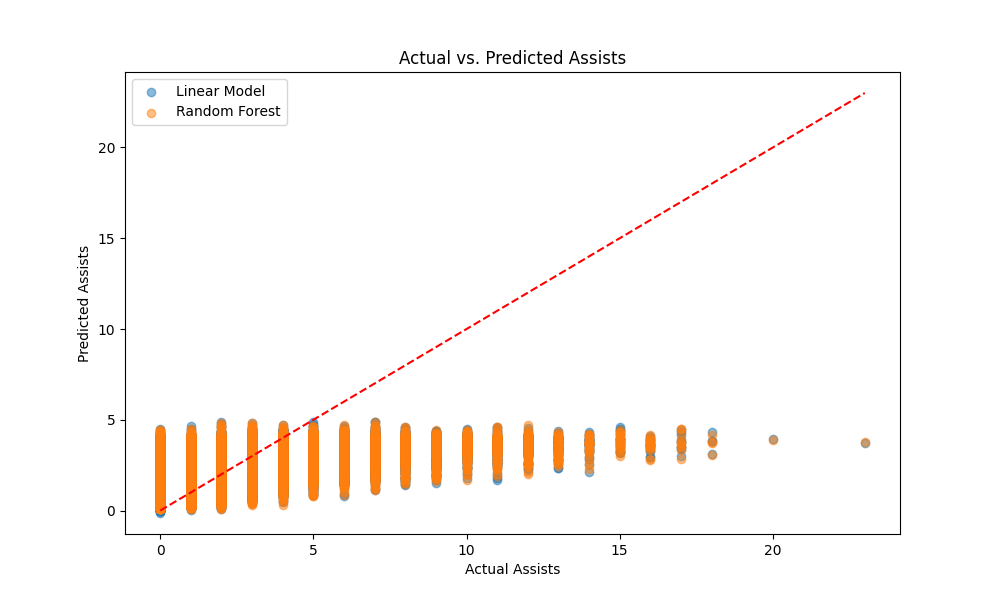 Actual vs. Predicted Assists
Linear Model
Random Forest
20
15
10
5
0
Predicted Assists
0 5 10 15 20
Actual Assists